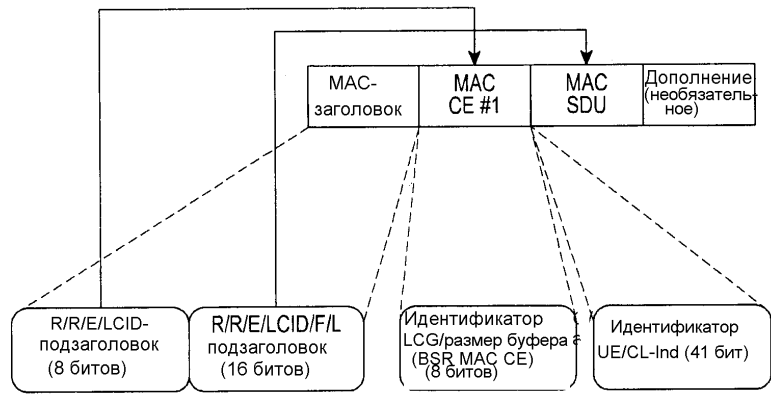 MAC-
заголовок
MAC
CE #1
MAC
SDU
Дополнение
(необязатель-
ное)
R/R/E/LCID-
подзаголовок
(8 битов)
R/R/E/LCID/F/L
подзаголовок
(16 битов)
Идентификатор
LCG/размер буфера
(BSR MAC CE)
(8 битов)
Идентификатор
UE/CL-Ind (41 бит)